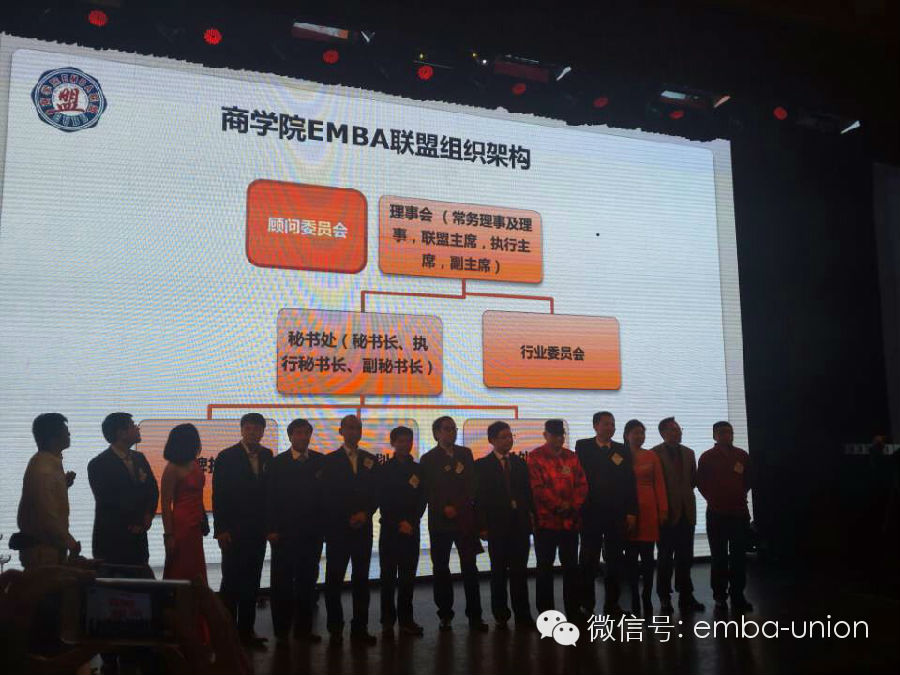 盟
商学院EMBA联盟组织架构
顾问委员会
理事会（常务理事及理
事，联盟主席，执行主
席，副主席）
秘书处（秘书长、执
行秘书长、副秘书长）
行业委员会
微信号: emba-union